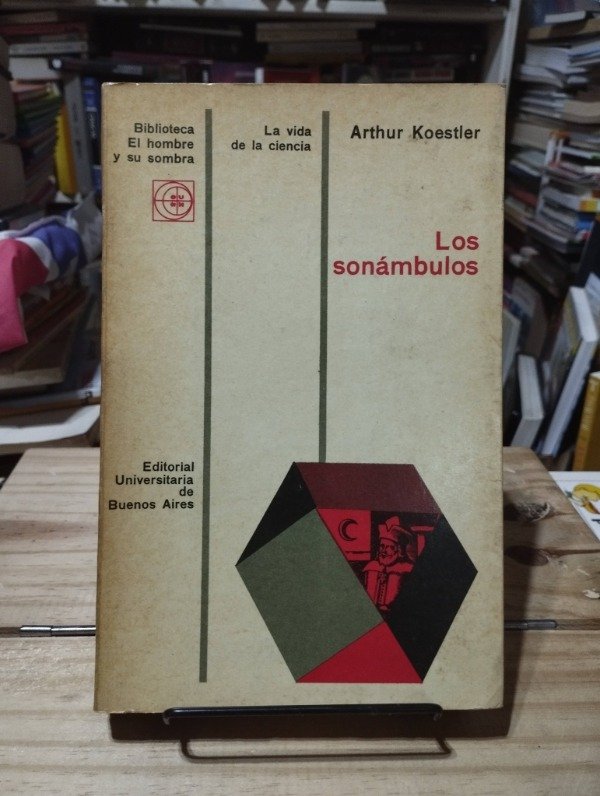 Biblioteca
El hombre
y su sombra
La vida
de la ciencia
Arthur Koestler
Los
sonámbulos
Editorial
Universitaria
de
Buenos Aires